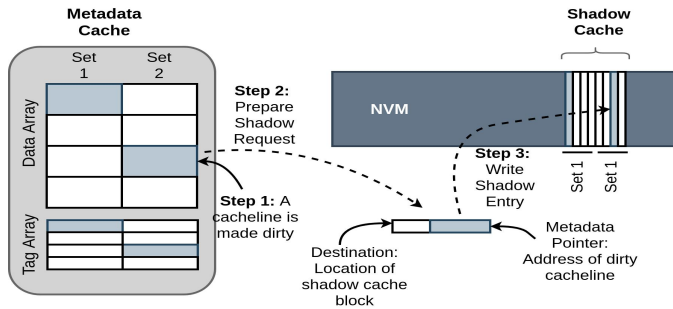 Metadata
Cache
Set
1
Set
2
Data Array
Tag Array
Step 2:
Prepare
Shadow
Request
Step 1: A
cacheline is
made dirty
Shadow
Cache
NVM
Step 3:
Write
Shadow
Entry
Set 1
Set 1
Destination:
Location of
shadow cache
block
Metadata
Pointer:
Address of dirty
cacheline